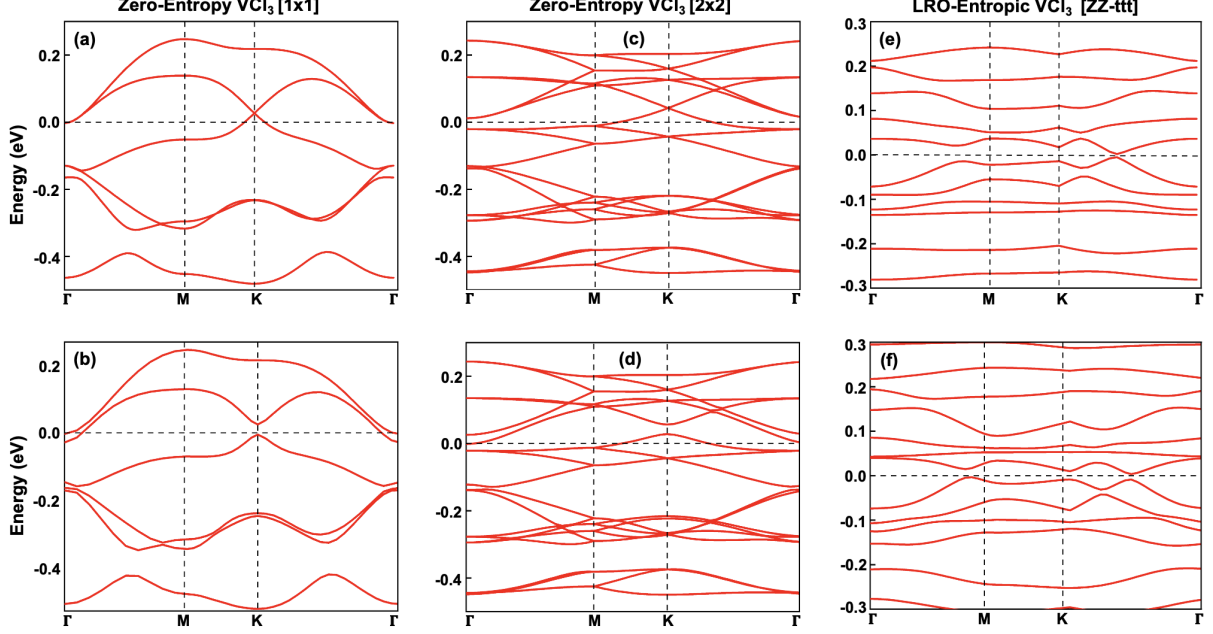 Zero-Entropy VCl3 [1x1]
Zero-Entropy VCl3 [2x2]
LRO-Entropic VCl3 [ZZ-ttt]
(a)
0.2
0.0
-0.2
-0.4
Energy (eV)
Γ M K Γ
(c)
0.2
0.0
-0.2
-0.4
Γ M K Γ
(e)
0.3
0.2
0.1
0.0
-0.1
-0.2
-0.3
Γ M K Γ
(b)
0.2
0.0
-0.2
-0.4
Energy (eV)
Γ M K Γ
(d)
0.2
0.0
-0.2
-0.4
Γ M K Γ
(f)
0.3
0.2
0.1
0.0
-0.1
-0.2
-0.3
Γ M K Γ